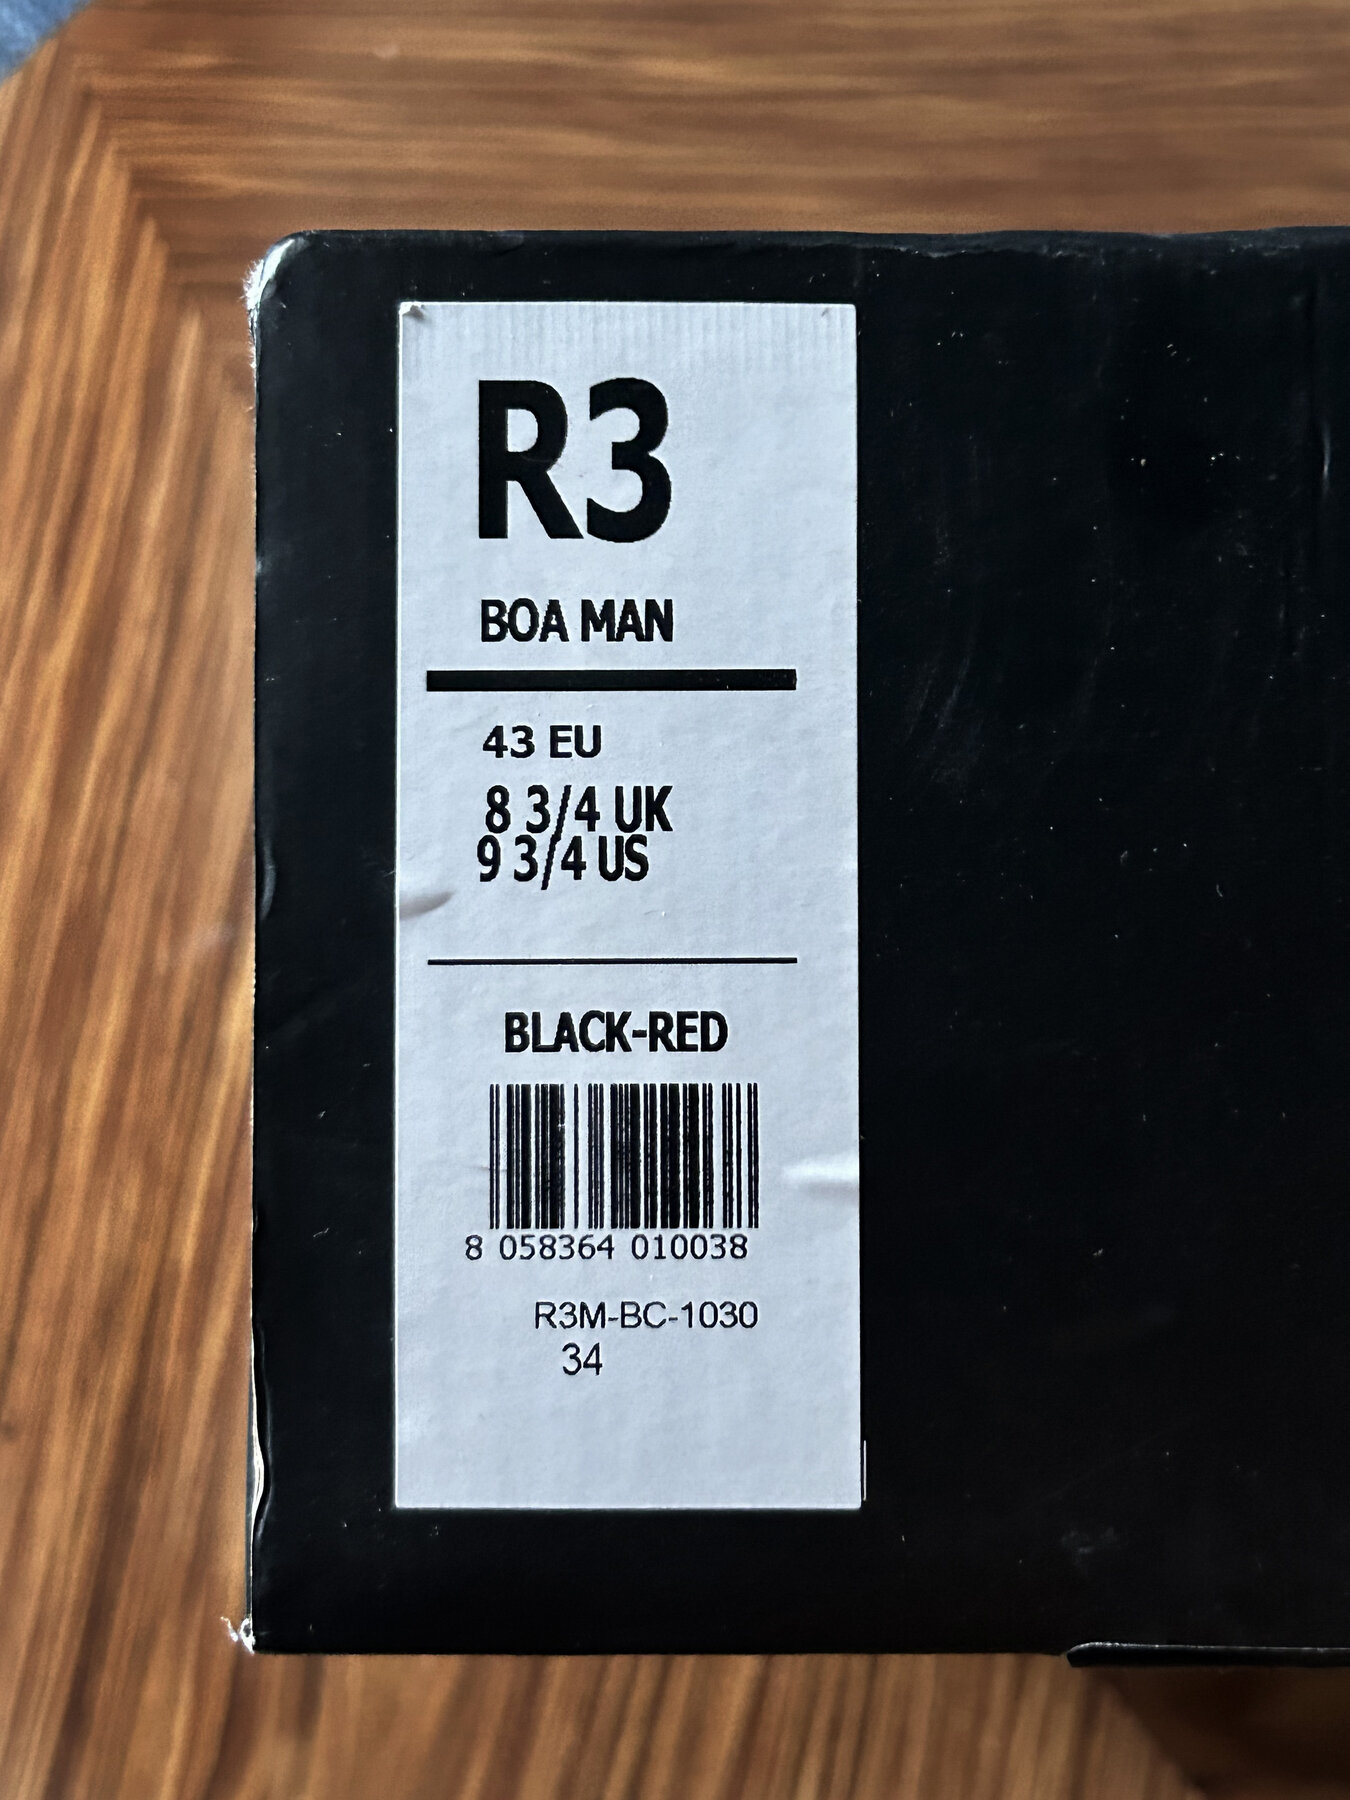 R3
BOA MAN
43 EU
8 3/4 UK
9 3/4 US
BLACK-RED
8 058364 010038
R3M-BC-1030
34